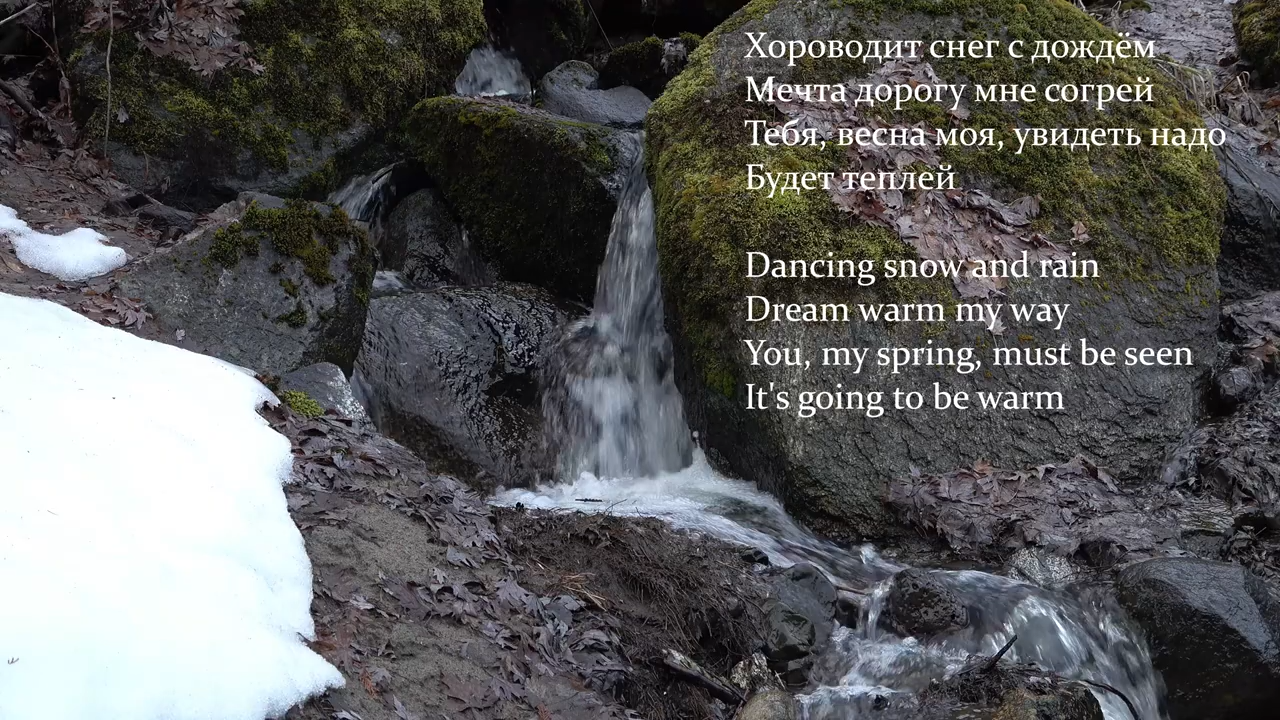 Хороводит снег с дождём
Мечта дорогу мне согрей
Тебя, весна моя, увидеть надо
Будет теплей
Dancing snow and rain
Dream warm my way
You, my spring, must be seen
It's going to be warm